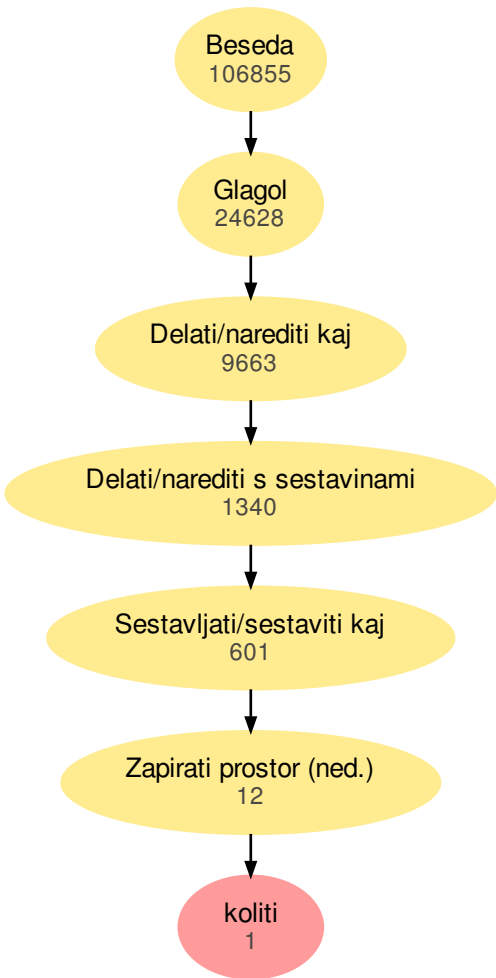 Beseda
106855
Glagol
24628
Delati/narediti kaj
9663
Delati/narediti s sestavinami
1340
Sestavljati/sestaviti kaj
601
Zapirati prostor (ned.)
12
koliti
1